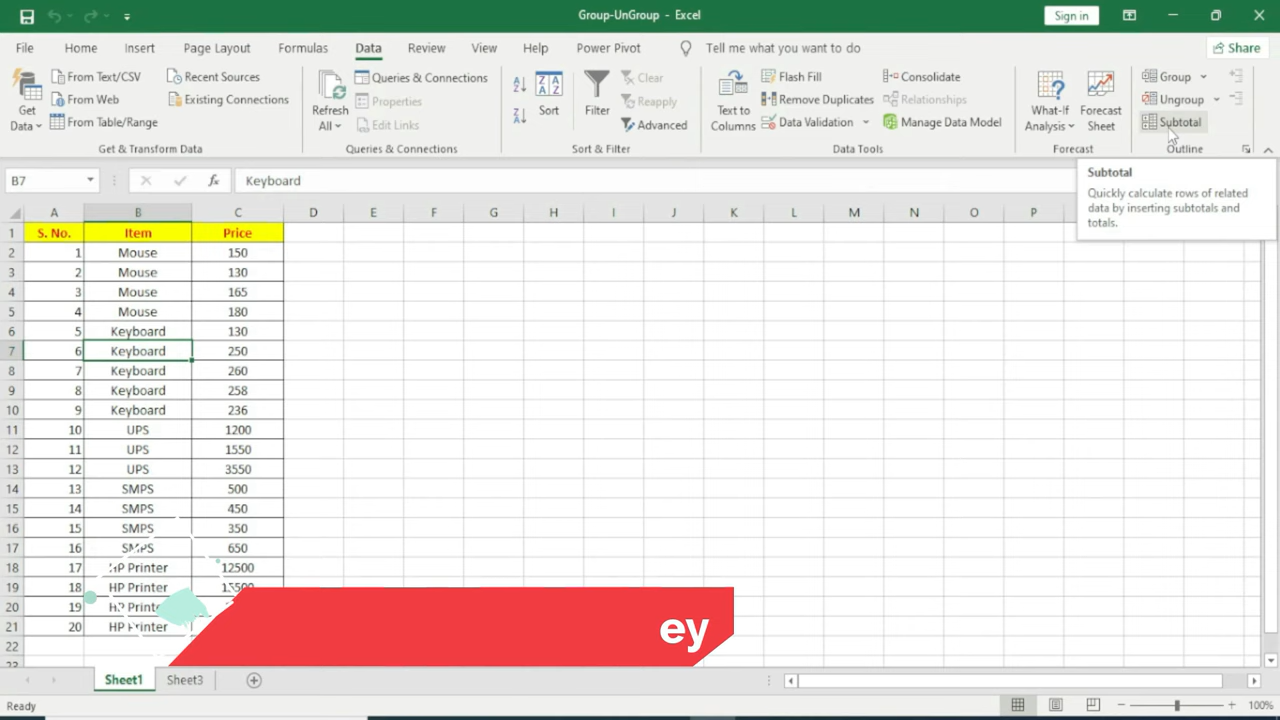 Group-UnGroup - Excel
Sign in
File Home Insert Page Layout Formulas Data Review View Help Power Pivot Tell me what you want to do Share
Get Data
From Text/CSV
From Web
From Table/Range
Recent Sources
Existing Connections
Get & Transform Data
Refresh All
Queries & Connections
Properties
Edit Links
Queries & Connections
Sort
Filter
Clear
Reapply
Advanced
Sort & Filter
Text to Columns
Flash Fill
Remove Duplicates
Data Validation
Consolidate
Relationships
Manage Data Model
Data Tools
What-If Analysis
Forecast Sheet
Forecast
Group
Ungroup
Subtotal
Outline
B7 fx Keyboard
Subtotal
Quickly calculate rows of related
data by inserting subtotals and
totals.
A B C D E F G H I J K L M N O P
1 S. No. Item Price
2 1 Mouse 150
3 2 Mouse 130
4 3 Mouse 165
5 4 Mouse 180
6 5 Keyboard 130
7 6 Keyboard 250
8 7 Keyboard 260
9 8 Keyboard 258
10 9 Keyboard 236
11 10 UPS 1200
12 11 UPS 1550
13 12 UPS 3550
14 13 SMPS 500
15 14 SMPS 450
16 15 SMPS 350
17 16 SMPS 650
18 17 HP Printer 12500
19 18 HP Printer 15500
20 19 HP Printer
21 20 HP Printer
22
23
ey
Sheet1 Sheet3
Ready 100%